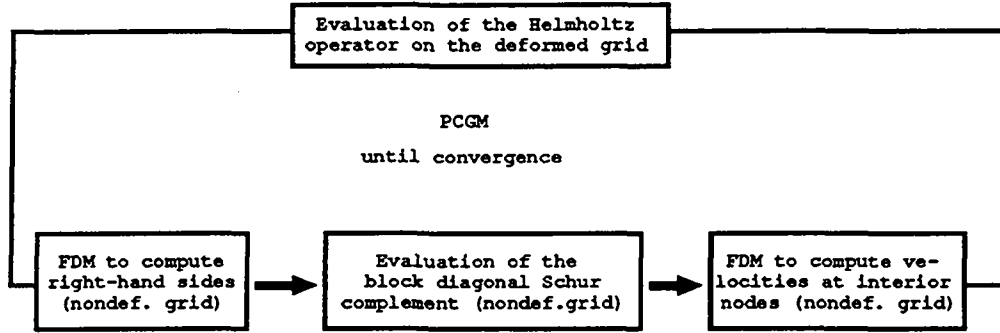 Evaluation of the Helmholtz
operator on the deformed grid
PCGM
until convergence
FDM to compute
right-hand sides
(nondef. grid)
Evaluation of the
block diagonal Schur
complement (nondef.grid)
FDM to compute ve-
locities at interior
nodes (nondef. grid)